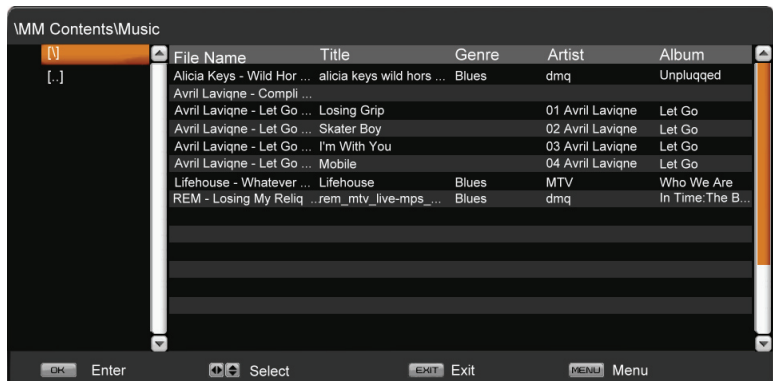 \MM Contents\Music
[\]
[..]
File Name Title Genre Artist Album
Alicia Keys - Wild Hor ... alicia keys wild hors ... Blues dmq Unpluqqed
Avril Laviqne - Compli ...
Avril Laviqne - Let Go ... Losing Grip 01 Avril Laviqne Let Go
Avril Laviqne - Let Go ... Skater Boy 02 Avril Laviqne Let Go
Avril Laviqne - Let Go ... I'm With You 03 Avril Laviqne Let Go
Avril Laviqne - Let Go ... Mobile 04 Avril Laviqne Let Go
Lifehouse - Whatever ... Lifehouse Blues MTV Who We Are
REM - Losing My Reliq ...rem_mtv_live-mps_... Blues dmq In Time:The B...
OK Enter Select EXIT Exit MENU Menu